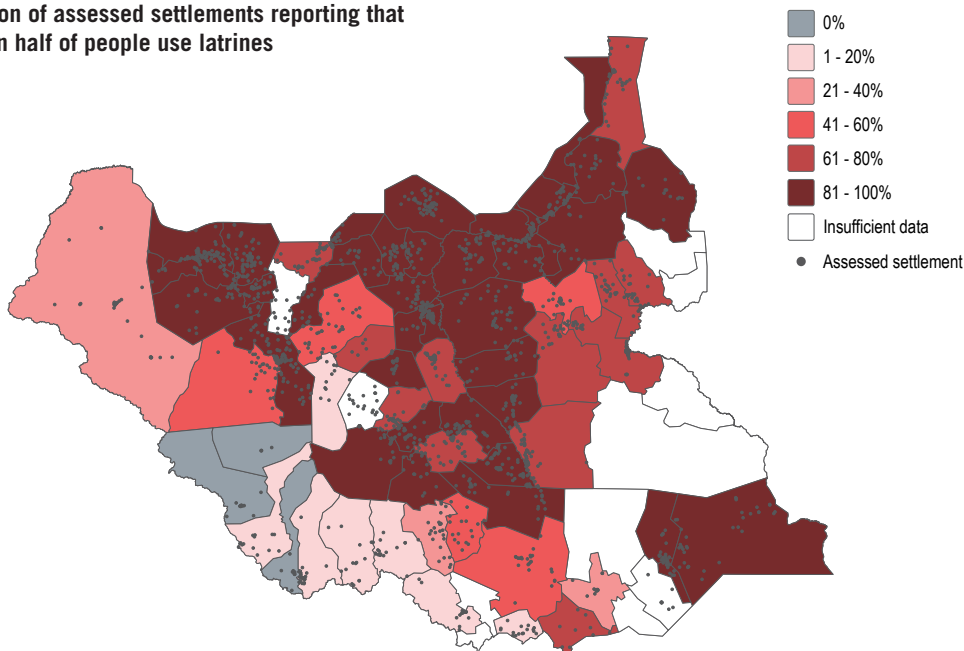 on of assessed settlements reporting that
half of people use latrines
0%
1 - 20%
21 - 40%
41 - 60%
61 - 80%
81 - 100%
Insufficient data
Assessed settlement